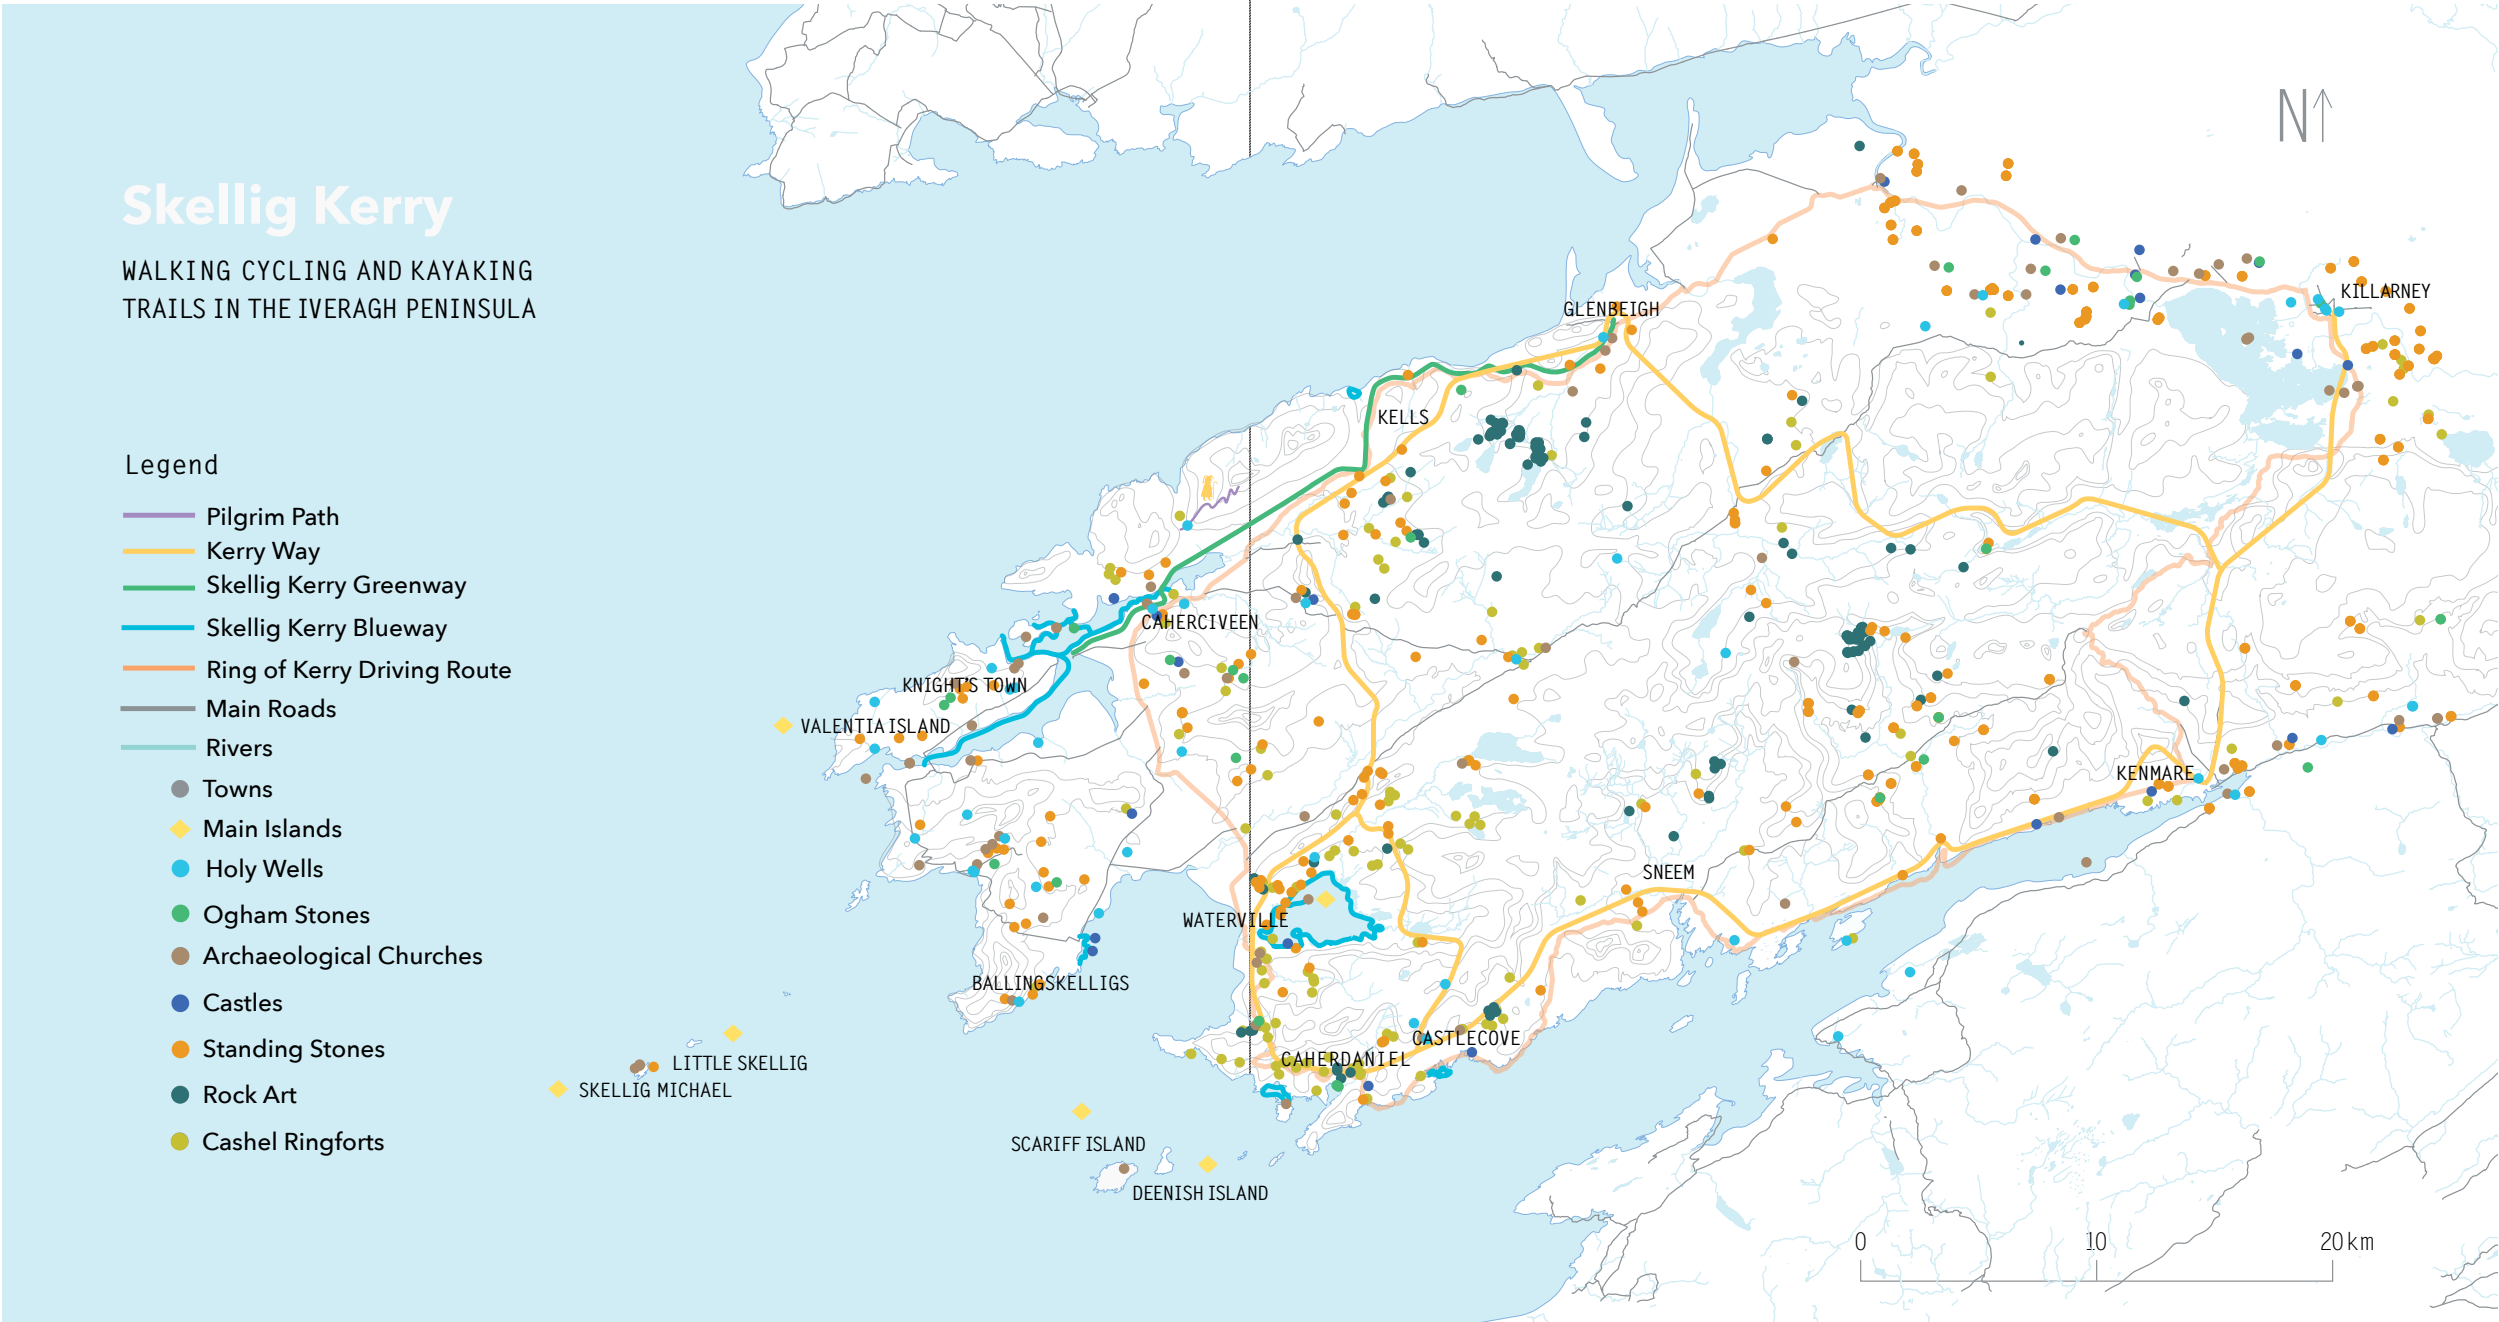 Skellig Kerry
WALKING CYCLING AND KAYAKING
TRAILS IN THE IVERAGH PENINSULA
Legend
Pilgrim Path
Kerry Way
Skellig Kerry Greenway
Skellig Kerry Blueway
Ring of Kerry Driving Route
Main Roads
Rivers
Towns
Main Islands
Holy Wells
Ogham Stones
Archaeological Churches
Castles
Standing Stones
Rock Art
Cashel Ringforts
N
GLENBEIGH
KILLARNEY
KELLS
CAHERCIVEEN
KNIGHT'S TOWN
VALENTIA ISLAND
KENMARE
SNEEM
WATERVILLE
BALLINGSKELLIGS
CASTLECOVE
CAHERDANIEL
LITTLE SKELLIG
SKELLIG MICHAEL
SCARIFF ISLAND
DEENISH ISLAND
0 10 20 km